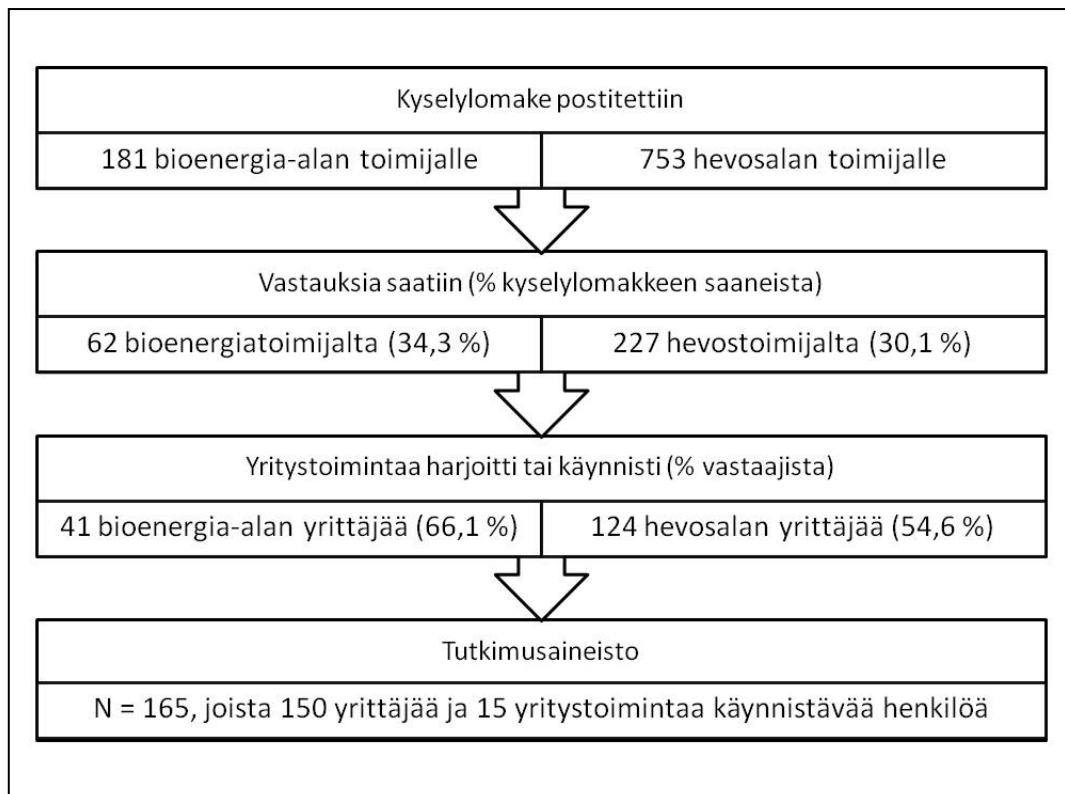 Kyselylomake postitettiin
181 bioenergia-alan toimijalle
753 hevosalan toimijalle
Vastauksia saatiin (% kyselylomakkeen saaneista)
62 bioenergiatoimijalta (34,3 %)
227 hevostoimijalta (30,1 %)
Yritystoimintaa harjoitti tai käynnisti (% vastaajista)
41 bioenergia-alan yrittäjää (66,1 %)
124 hevosalan yrittäjää (54,6 %)
Tutkimusaineisto
N = 165, joista 150 yrittäjää ja 15 yritystoimintaa käynnistävää henkilöä